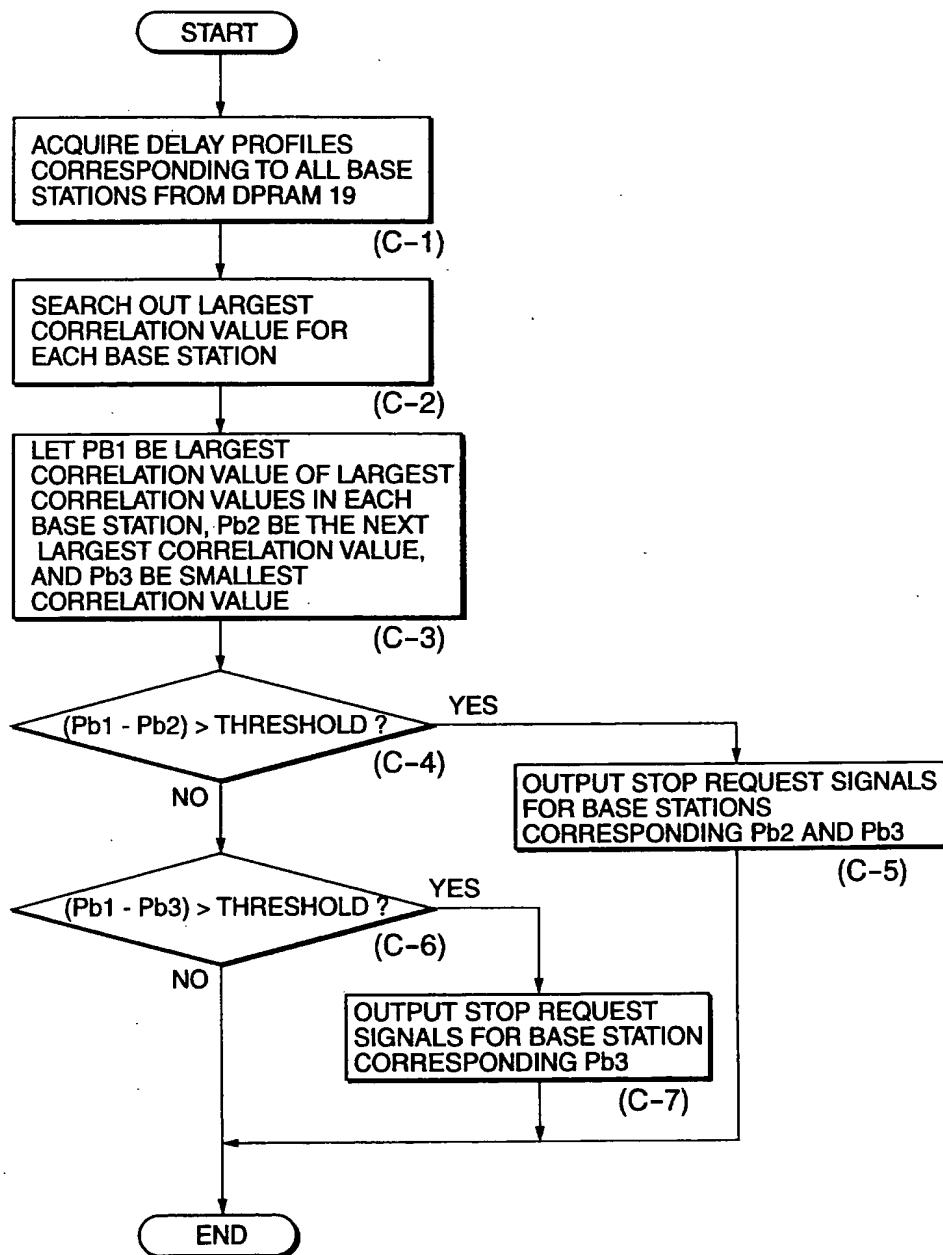 START
ACQUIRE DELAY PROFILES
CORRESPONDING TO ALL BASE
STATIONS FROM DPRAM 19
(C-1)
SEARCH OUT LARGEST
CORRELATION VALUE FOR
EACH BASE STATION
(C-2)
LET PB1 BE LARGEST
CORRELATION VALUE OF LARGEST
CORRELATION VALUES IN EACH
BASE STATION, Pb2 BE THE NEXT
LARGEST CORRELATION VALUE,
AND Pb3 BE SMALLEST
CORRELATION VALUE
(C-3)
(Pb1 - Pb2) > THRESHOLD ?
YES
(C-4)
NO
OUTPUT STOP REQUEST SIGNALS
FOR BASE STATIONS
CORRESPONDING Pb2 AND Pb3
(C-5)
(Pb1 - Pb3) > THRESHOLD ?
YES
(C-6)
NO
OUTPUT STOP REQUEST
SIGNALS FOR BASE STATION
CORRESPONDING Pb3
(C-7)
END